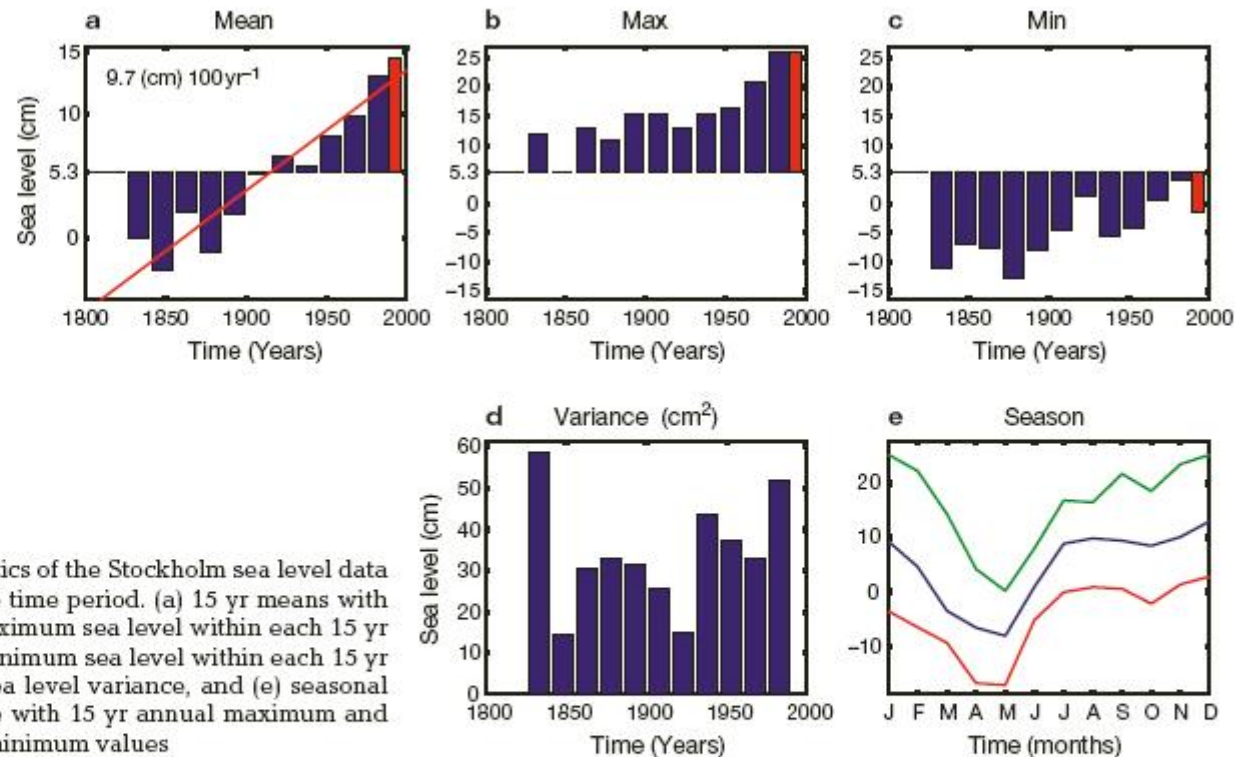 a Mean
15
10
5.3
0
9.7 (cm) 100yr⁻¹
Sea level (cm)
1800 1850 1900 1950 2000
Time (Years)
b Max
25
20
15
10
5.3
0
−5
−10
−15
1800 1850 1900 1950 2000
Time (Years)
c Min
25
20
15
10
5.3
0
−5
−10
−15
1800 1850 1900 1950 2000
Time (Years)
d Variance (cm²)
60
50
40
30
20
10
0
Sea level (cm)
1800 1850 1900 1950 2000
Time (Years)
e Season
20
10
0
−10
J F M A M J J A S O N D
Time (months)
tics of the Stockholm sea level data
time period. (a) 15 yr means with
ximum sea level within each 15 yr
nimum sea level within each 15 yr
ea level variance, and (e) seasonal
with 15 yr annual maximum and
minimum values